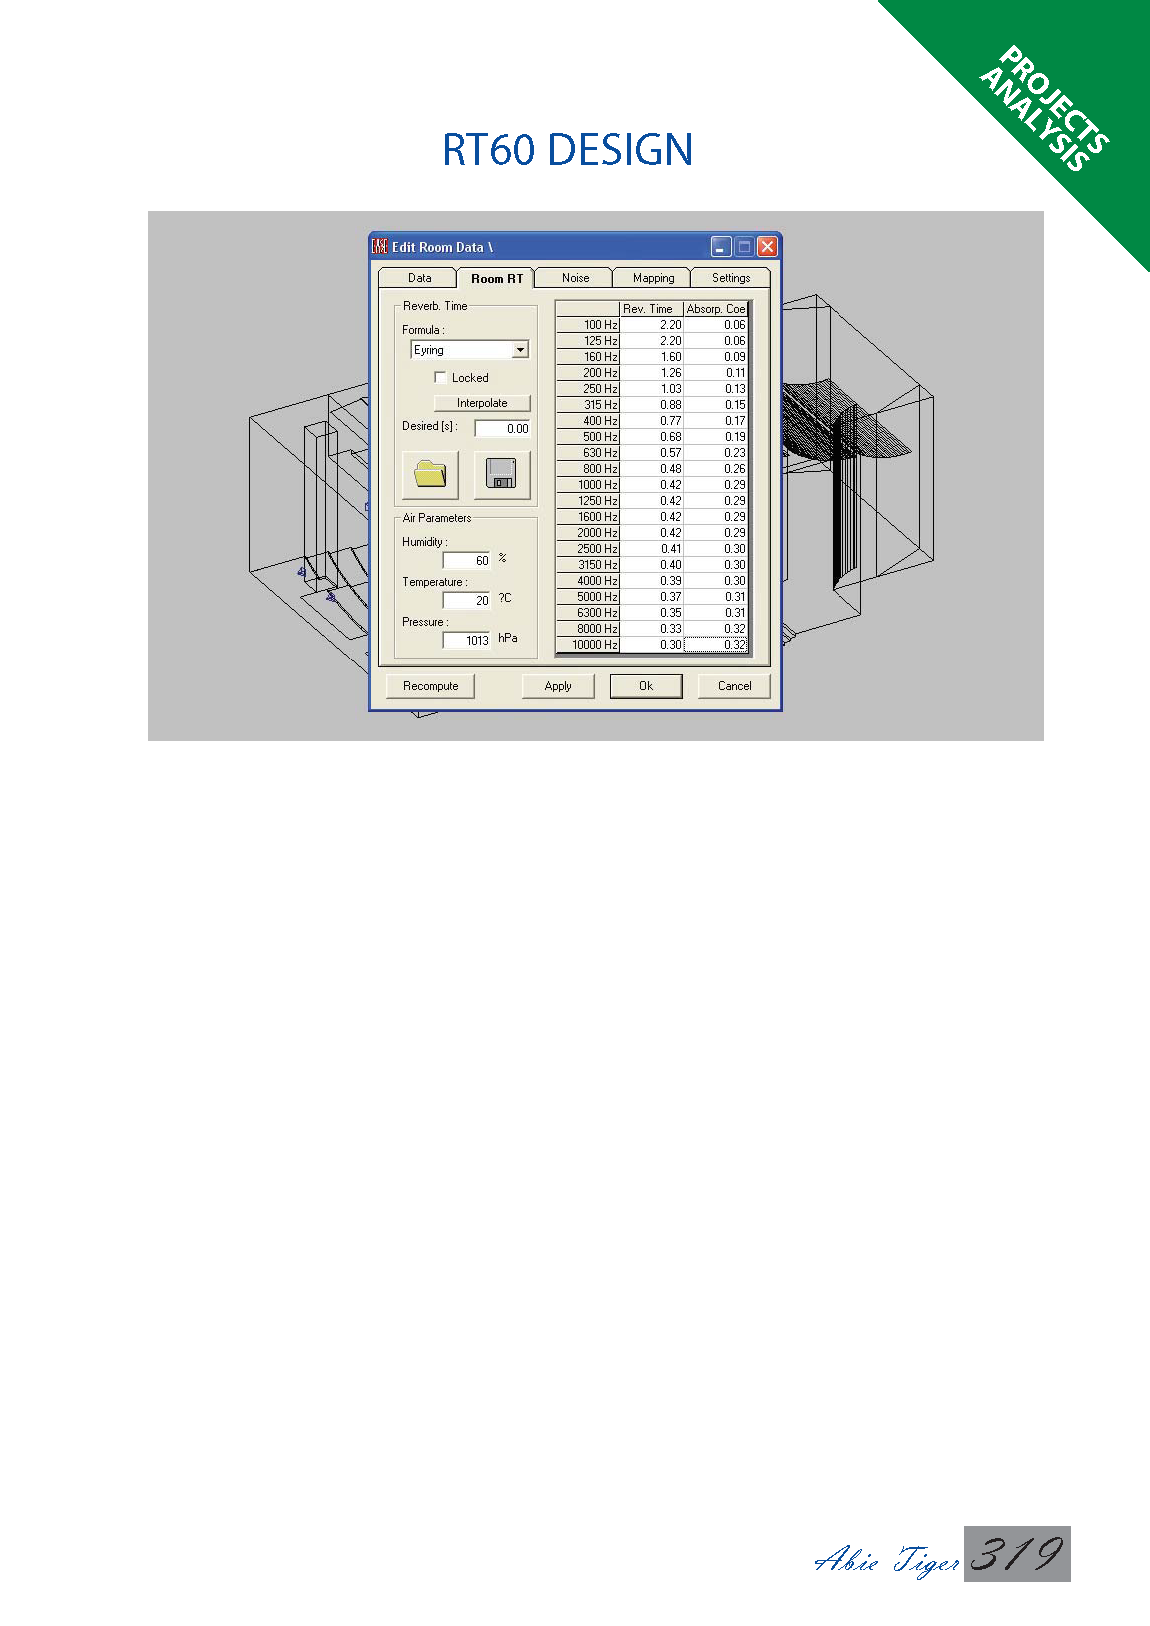 PROJECTS
ANALYSIS
RT60 DESIGN
EASE Edit Room Data \
Data Room RT Noise Mapping Settings
Reverb. Time
Formula :
Eyring
Locked
Interpolate
Desired [s] : 0.00
Air Parameters
Humidity :
60 %
Temperature :
20 ?C
Pressure :
1013 hPa
Rev. Time Absorp. Coe
100 Hz 2.20 0.06
125 Hz 2.20 0.06
160 Hz 1.60 0.09
200 Hz 1.26 0.11
250 Hz 1.03 0.13
315 Hz 0.88 0.15
400 Hz 0.77 0.17
500 Hz 0.68 0.19
630 Hz 0.57 0.23
800 Hz 0.48 0.26
1000 Hz 0.42 0.29
1250 Hz 0.42 0.29
1600 Hz 0.42 0.29
2000 Hz 0.42 0.29
2500 Hz 0.41 0.30
3150 Hz 0.40 0.30
4000 Hz 0.39 0.30
5000 Hz 0.37 0.31
6300 Hz 0.35 0.31
8000 Hz 0.33 0.32
10000 Hz 0.30 0.32
Recompute Apply Ok Cancel
Abie Tiger 319